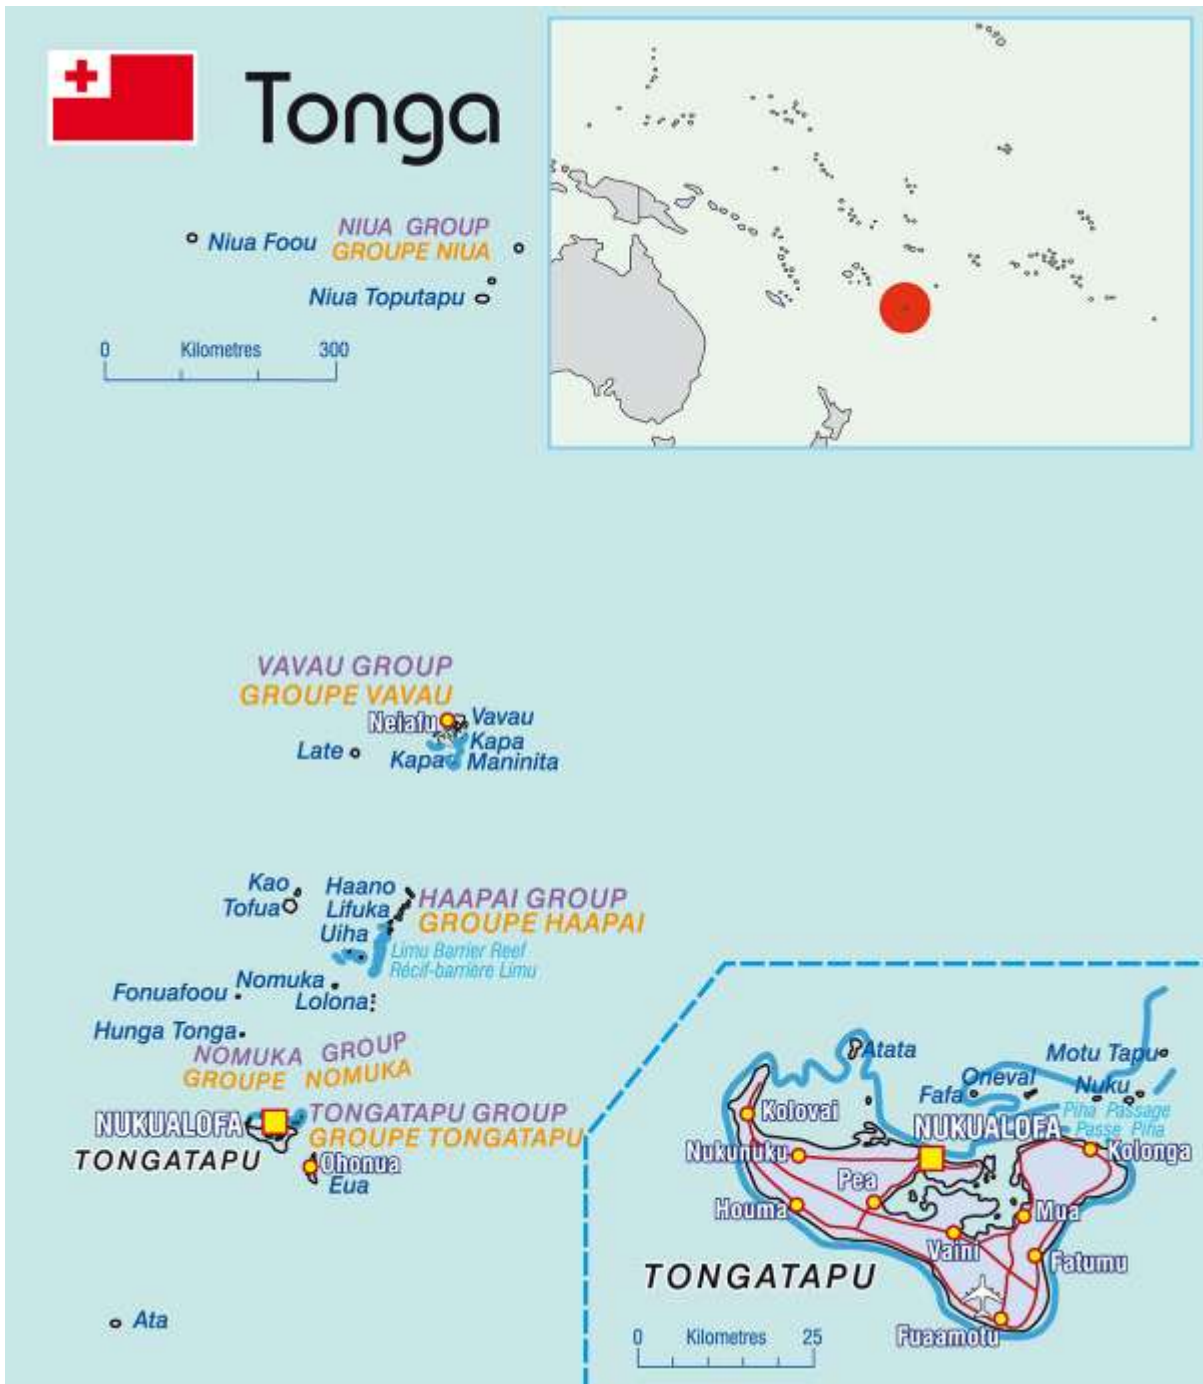 Tonga
NIUA GROUP
GROUPE NIUA
Niua Foou
Niua Toputapu
0 Kilometres 300
VAVAU GROUP
GROUPE VAVAU
Neiafu
Vavau
Kapa
Late
Kapa
Maninita
Kao
Haano
Tofua
Lifuka
HAAPAI GROUP
GROUPE HAAPAI
Uiha
Limu Barrier Reef
Récif-barrière Limu
Nomuka
Fonuafoou
Lolona
Hunga Tonga
NOMUKA GROUP
GROUPE NOMUKA
NUKUALOFA
TONGATAPU GROUP
GROUPE TONGATAPU
TONGATAPU
Ohonua
Eua
Ata
Atata
Motu Tapu
Oneval
Fafa
Nuku
Piha Passage
Passe Piha
Kolovai
NUKUALOFA
Nukunuku
Kolonga
Pea
Houma
Mua
Vaini
Fatumu
TONGATAPU
Fuaamotu
0 Kilometres 25